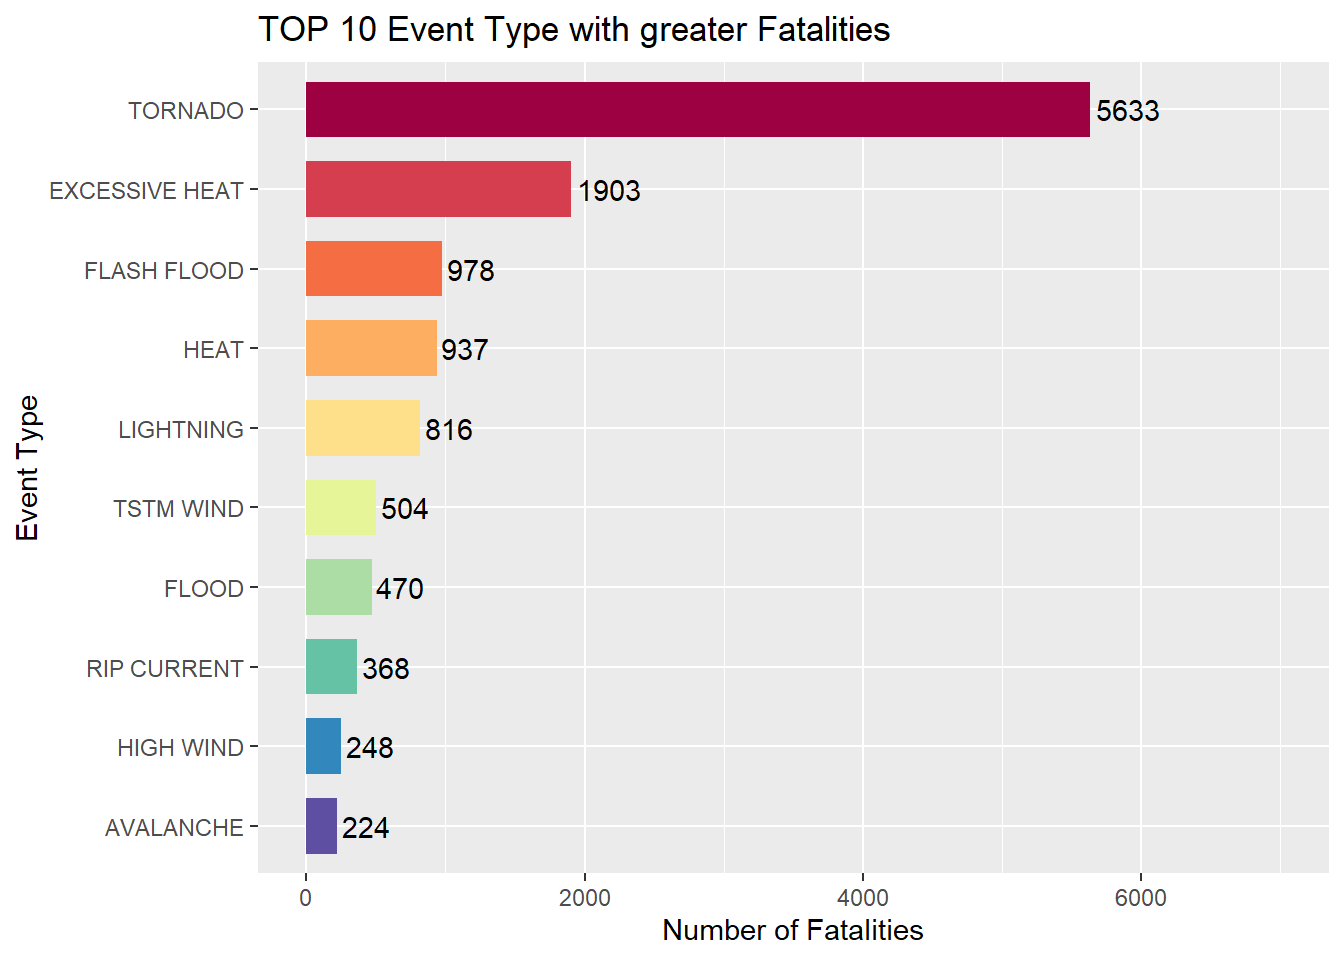 TOP 10 Event Type with greater Fatalities
TORNADO 5633
EXCESSIVE HEAT 1903
FLASH FLOOD 978
HEAT 937
LIGHTNING 816
TSTM WIND 504
FLOOD 470
RIP CURRENT 368
HIGH WIND 248
AVALANCHE 224
Event Type
0 2000 4000 6000
Number of Fatalities